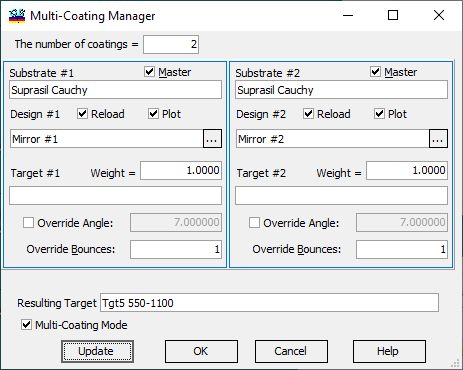 Multi-Coating Manager
The number of coatings = 2
Substrate #1 Master
Suprasil Cauchy
Design #1 Reload Plot
Mirror #1 ...
Target #1 Weight = 1.0000
Override Angle: 7.000000
Override Bounces: 1
Substrate #2 Master
Suprasil Cauchy
Design #2 Reload Plot
Mirror #2 ...
Target #2 Weight = 1.0000
Override Angle: 7.000000
Override Bounces: 1
Resulting Target Tgt5 550-1100
Multi-Coating Mode
Update OK Cancel Help